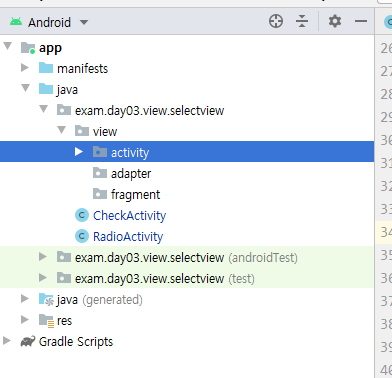 Android
app
manifests
java
exam.day03.view.selectview
view
activity
adapter
fragment
CheckActivity
RadioActivity
exam.day03.view.selectview (androidTest)
exam.day03.view.selectview (test)
java (generated)
res
Gradle Scripts
26
27
28
29
30
31
32
33
34
35
36
37
38
39
40